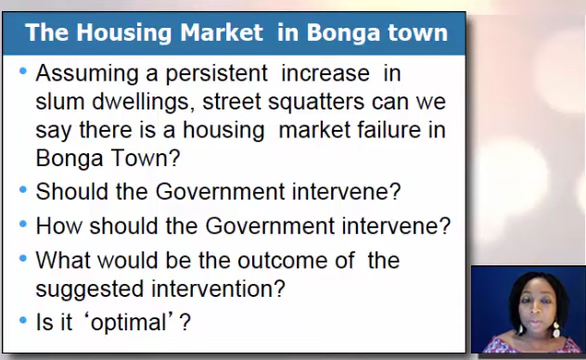 The Housing Market in Bonga town
• Assuming a persistent increase in
slum dwellings, street squatters can we
say there is a housing market failure in
Bonga Town?
• Should the Government intervene?
• How should the Government intervene?
• What would be the outcome of the
suggested intervention?
• Is it ‘optimal’ ?